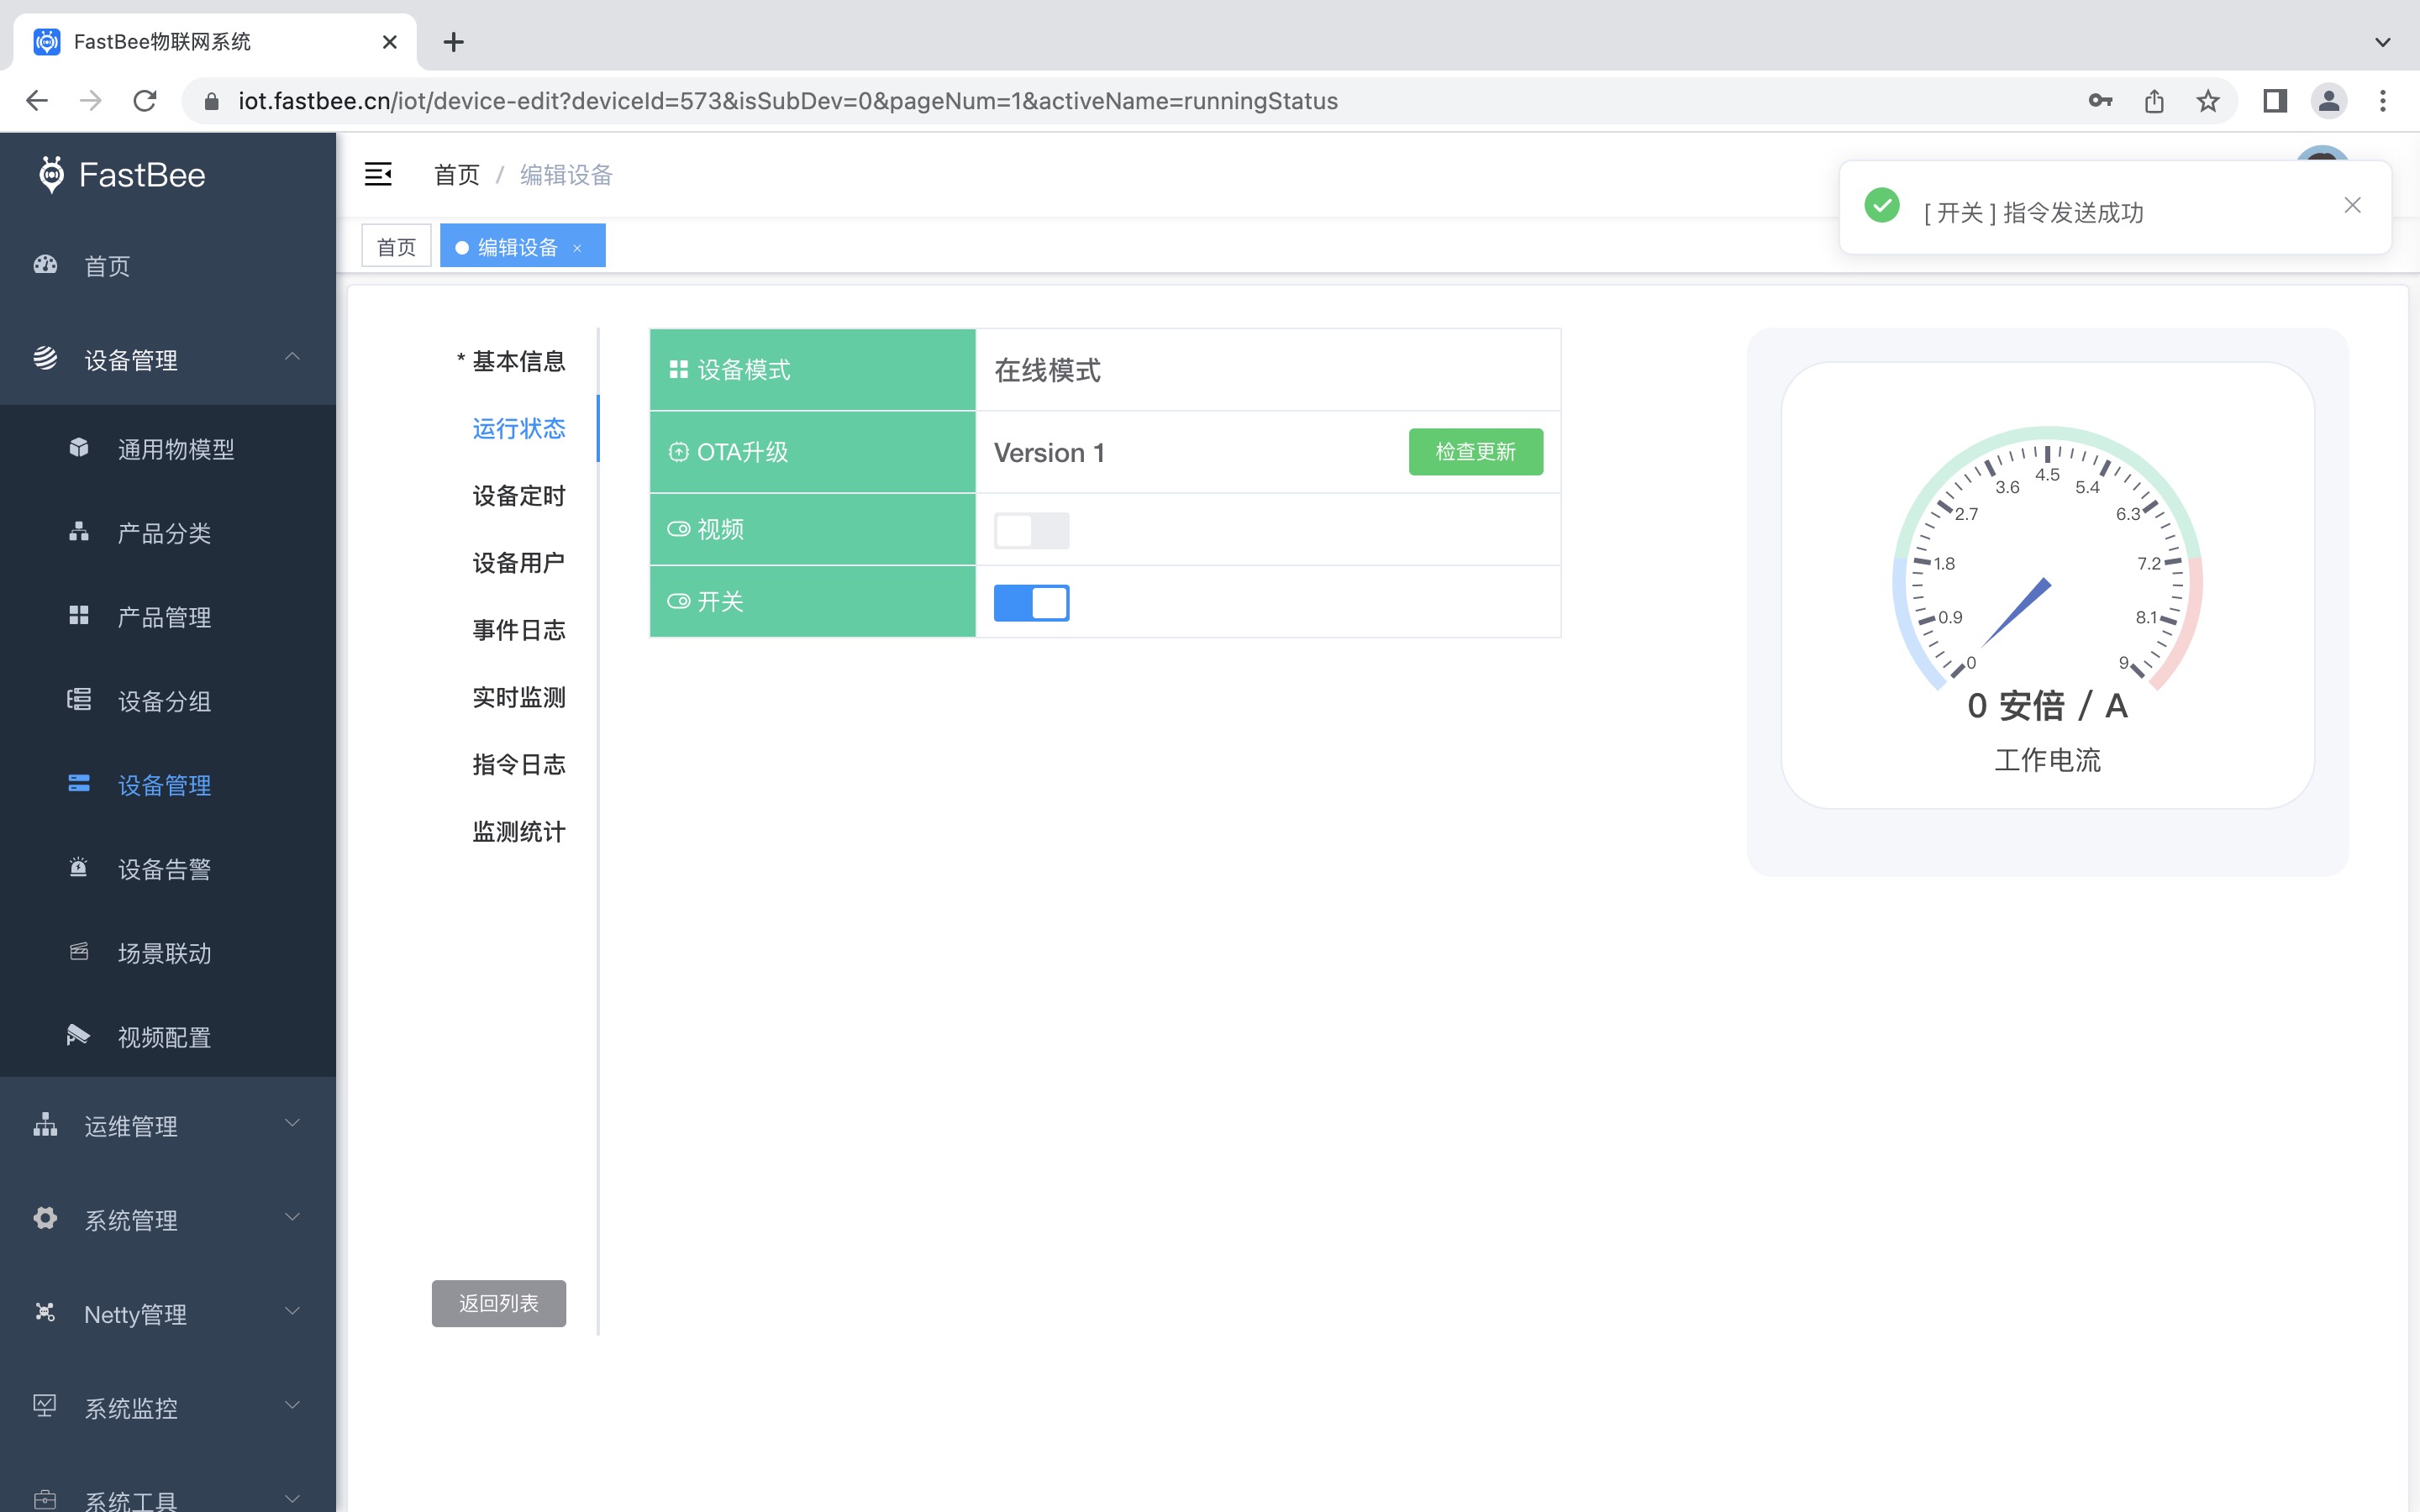 FastBee物联网系统
iot.fastbee.cn/iot/device-edit?deviceId=573&isSubDev=0&pageNum=1&activeName=runningStatus
FastBee
首页
设备管理
通用物模型
产品分类
产品管理
设备分组
设备管理
设备告警
场景联动
视频配置
运维管理
系统管理
Netty管理
系统监控
系统工具
首页 / 编辑设备
[ 开关 ] 指令发送成功
首页
编辑设备 ×
* 基本信息
运行状态
设备定时
设备用户
事件日志
实时监测
指令日志
监测统计
返回列表
设备模式 在线模式
OTA升级 Version 1 检查更新
视频
开关
0
0.9
1.8
2.7
3.6
4.5
5.4
6.3
7.2
8.1
9
0 安倍 / A
工作电流